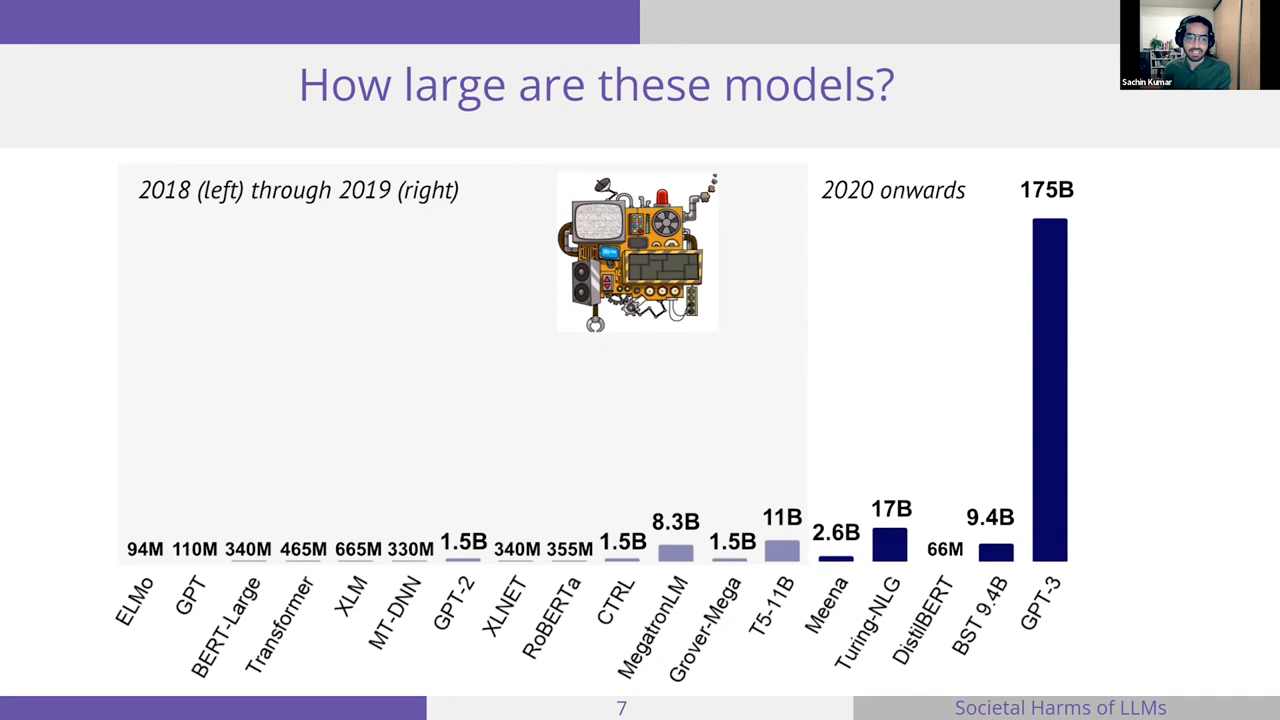 How large are these models?
Sachin Kumar
2018 (left) through 2019 (right)
2020 onwards
175B
94M
110M
340M
465M
665M
330M
1.5B
340M
355M
1.5B
8.3B
1.5B
11B
2.6B
17B
66M
9.4B
ELMo
GPT
BERT-Large
Transformer
XLM
MT-DNN
GPT-2
XLNET
RoBERTa
CTRL
MegatronLM
Grover-Mega
T5-11B
Meena
Turing-NLG
DistilBERT
BST 9.4B
GPT-3
7
Societal Harms of LLMs